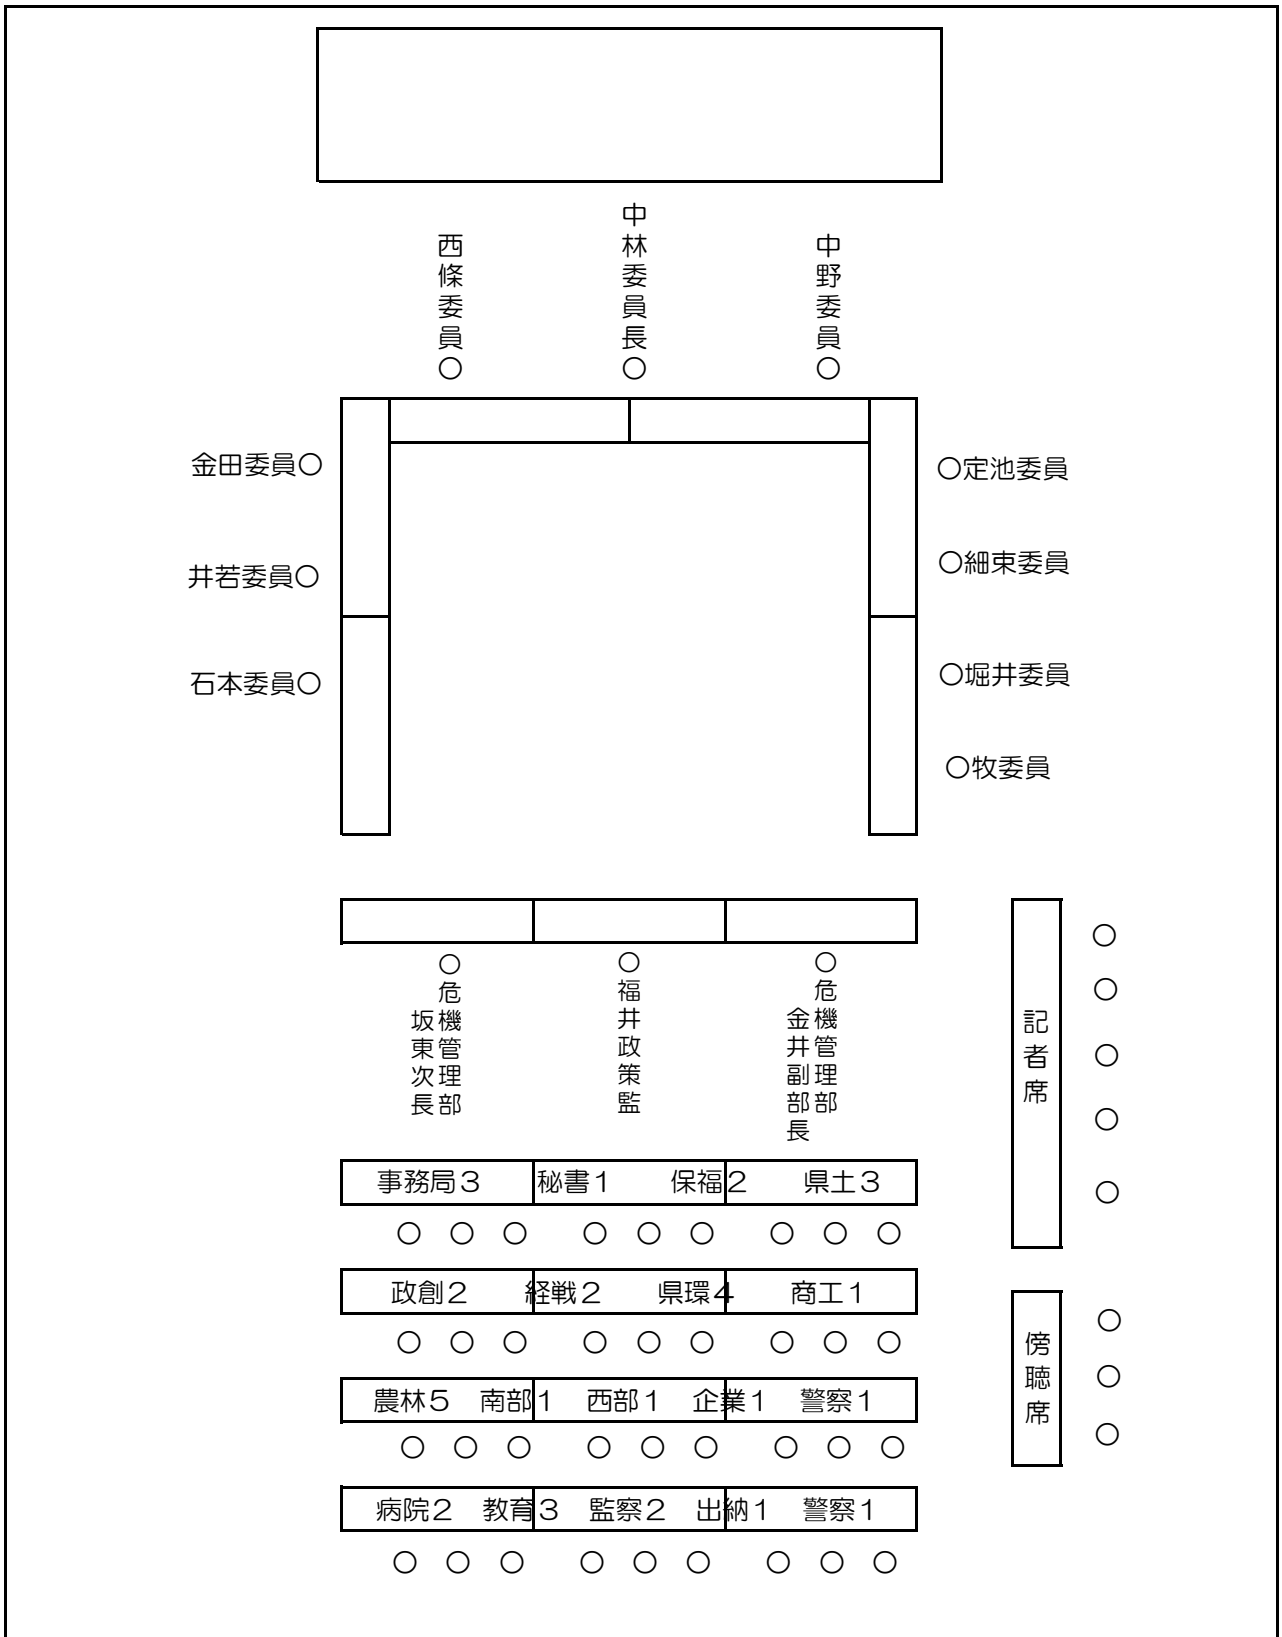 西條委員○
中林委員長○
中野委員○
金田委員○
○定池委員
井若委員○
○細束委員
石本委員○
○堀井委員
○牧委員
○危機管理部
坂東次長
○福井政策監
○危機管理部
金井副部長
記者席
○
○
○
○
○
事務局3 秘書1 保福2 県土3
○ ○ ○ ○ ○ ○ ○ ○ ○
政創2 経戦2 県環4 商工1
○ ○ ○ ○ ○ ○ ○ ○ ○
農林5 南部1 西部1 企業1 警察1
○ ○ ○ ○ ○ ○ ○ ○ ○
病院2 教育3 監察2 出納1 警察1
○ ○ ○ ○ ○ ○ ○ ○ ○
傍聴席
○
○
○